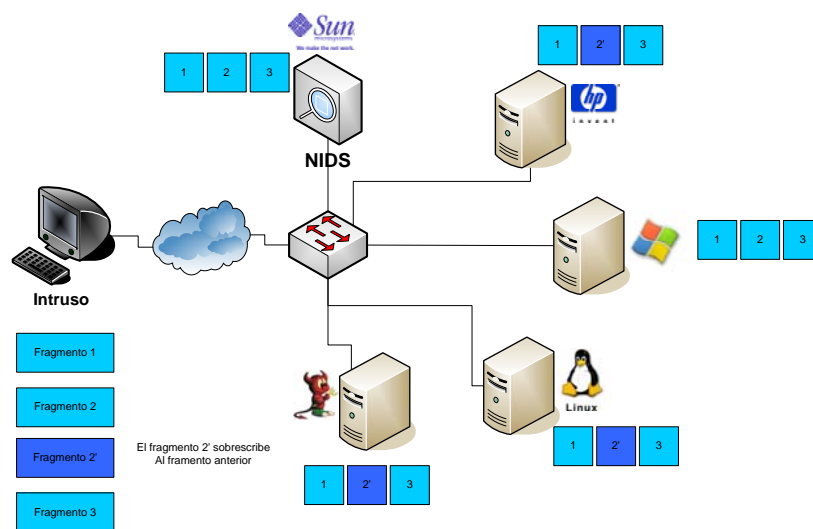 Sun
microsystems
We make the net work.
1 2 3
1 2' 3
hp
invent
NIDS
1 2 3
Intruso
Fragmento 1
Fragmento 2
Fragmento 2'
El fragmento 2' sobrescribe
Al framento anterior
Fragmento 3
Linux
1 2' 3
1 2' 3